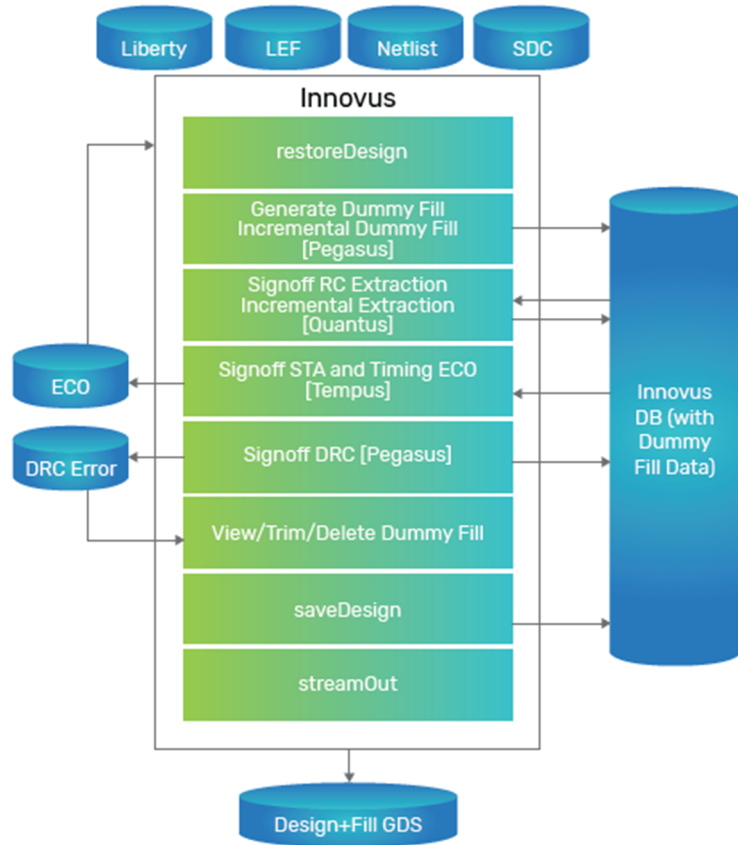 Liberty
LEF
Netlist
SDC
Innovus
restoreDesign
Generate Dummy Fill
Incremental Dummy Fill
[Pegasus]
Signoff RC Extraction
Incremental Extraction
[Quantus]
Signoff STA and Timing ECO
[Tempus]
ECO
Signoff DRC [Pegasus]
DRC Error
View/Trim/Delete Dummy Fill
saveDesign
streamOut
Innovus
DB (with
Dummy
Fill Data)
Design+Fill GDS